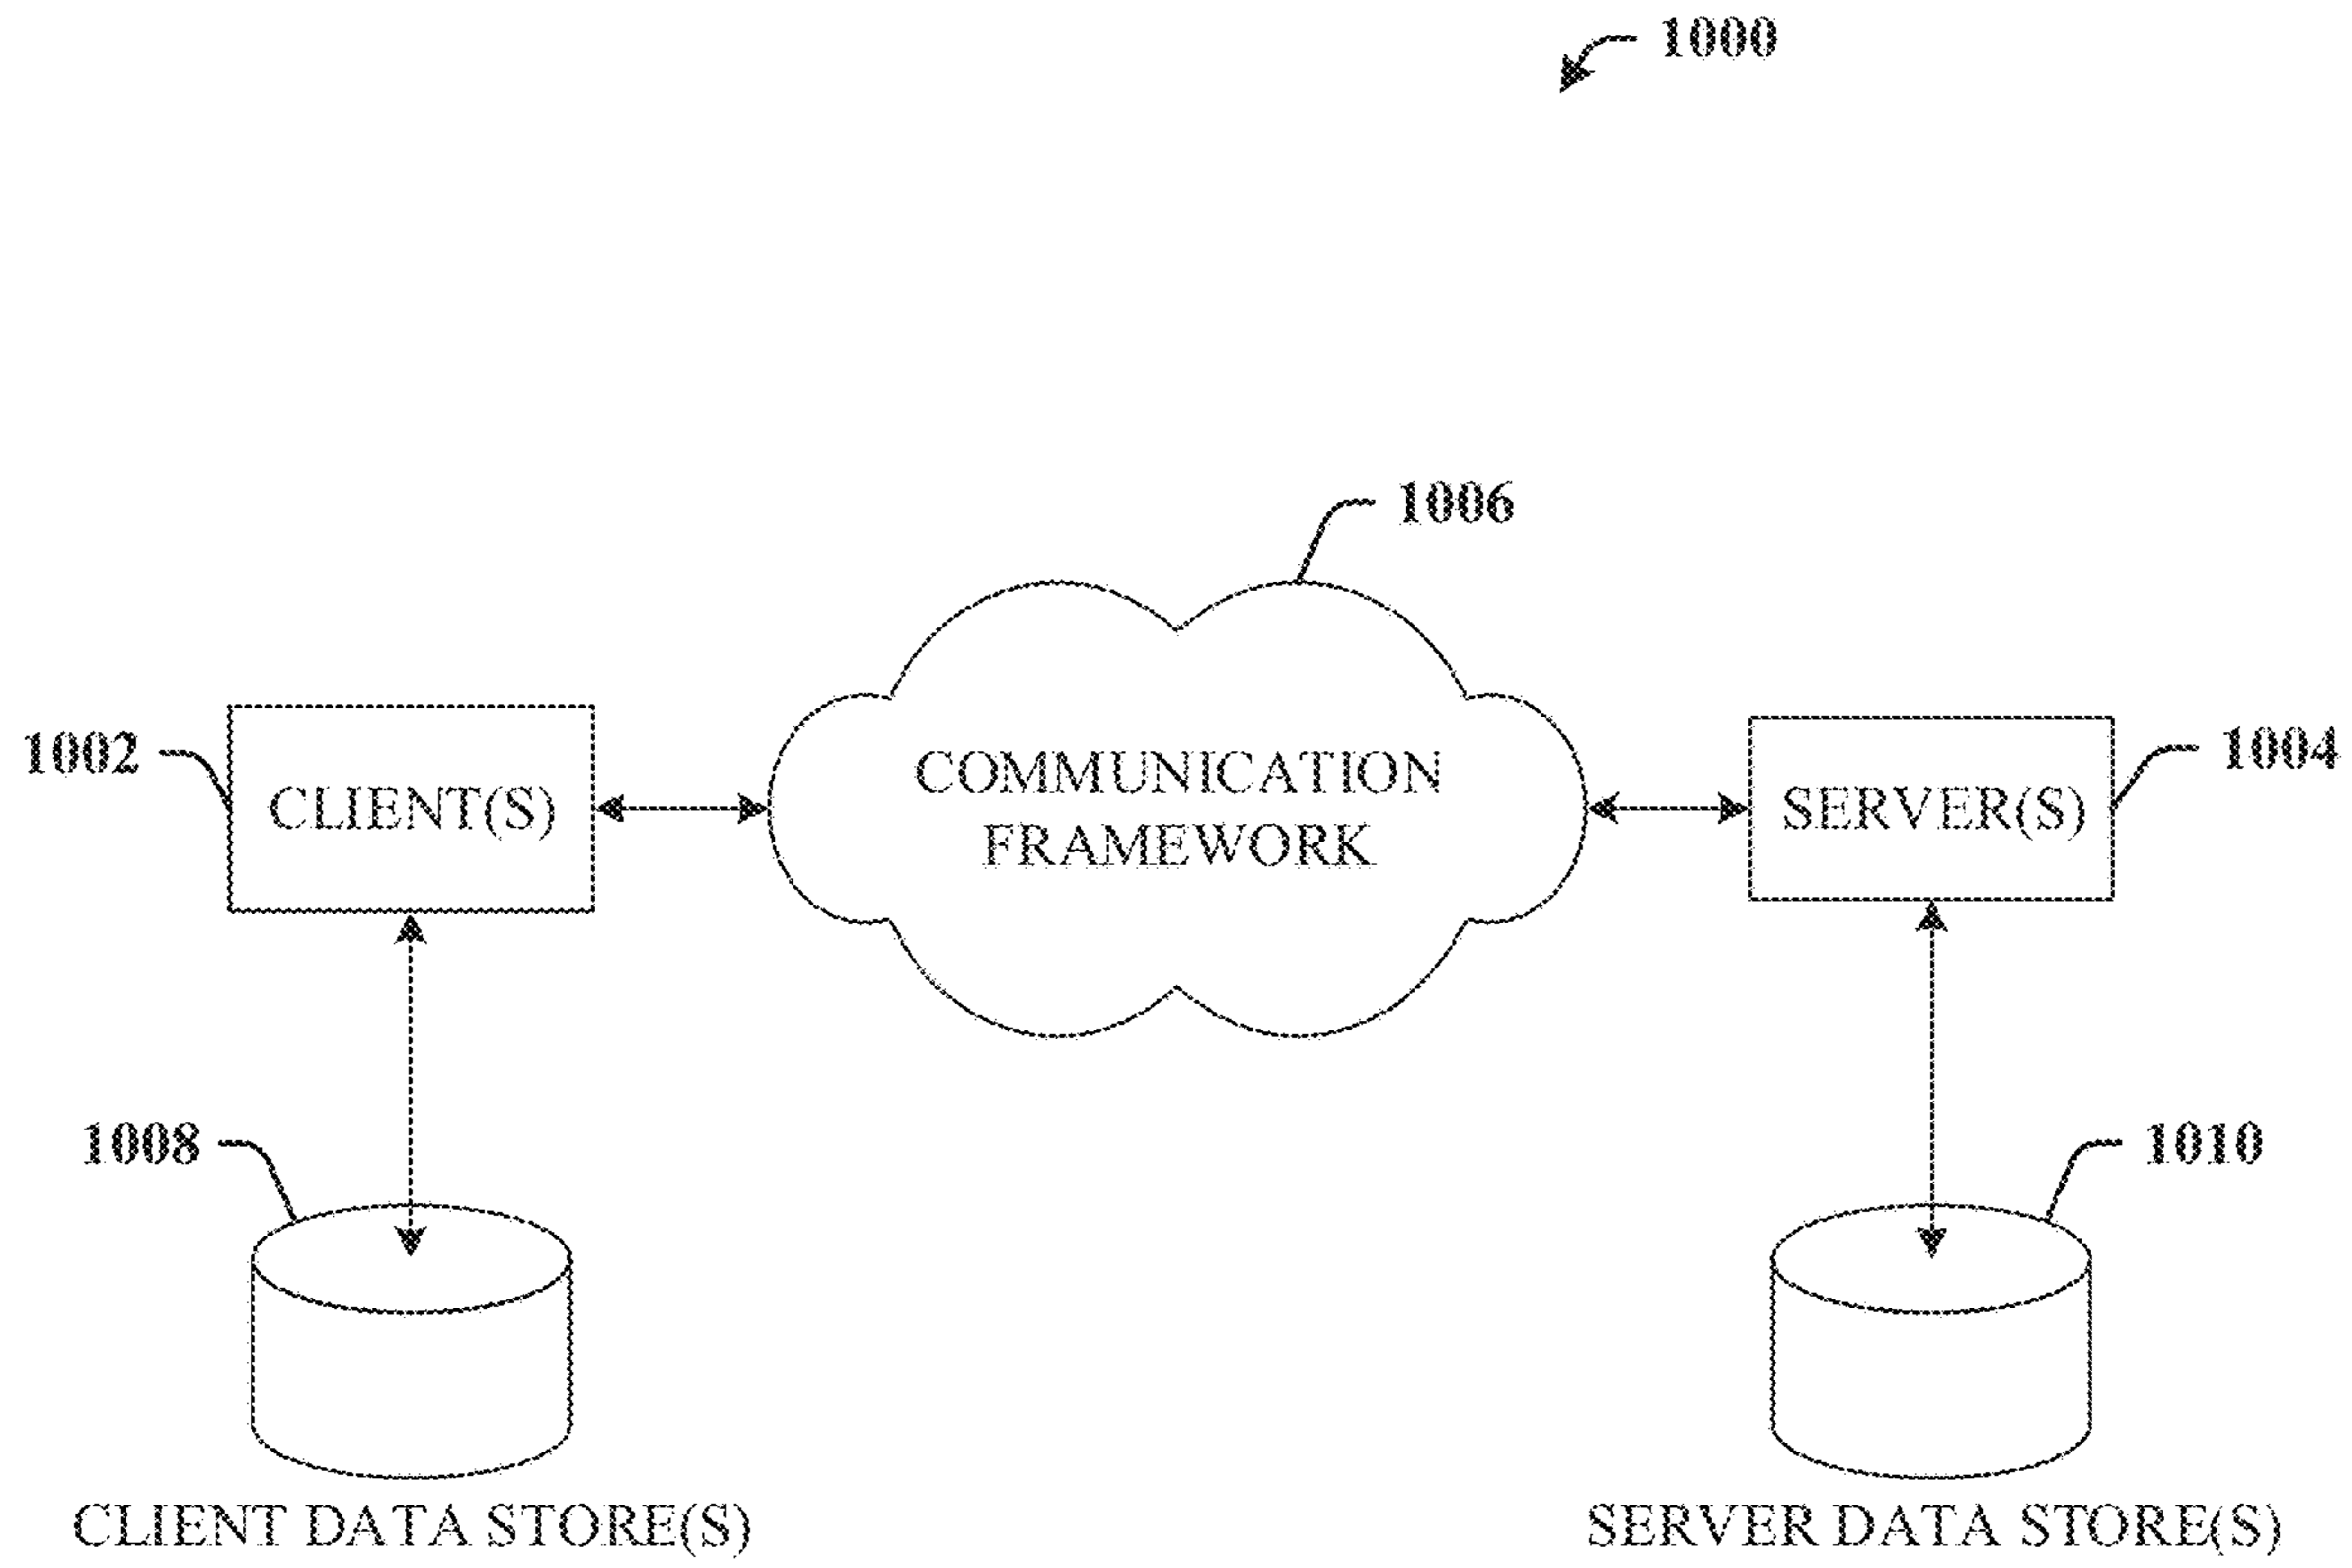 1000
1006
1002
CLIENT(S)
COMMUNICATION
FRAMEWORK
SERVER(S)
1004
1008
1010
CLIENT DATA STORE(S)
SERVER DATA STORE(S)